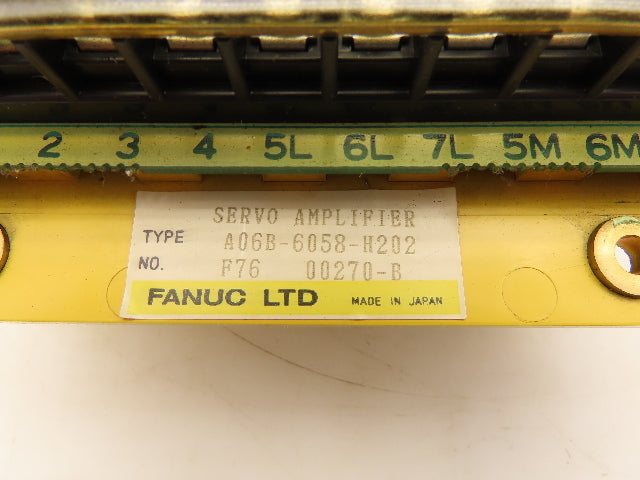 2 3 4 5L 6L 7L 5M 6M
SERVO AMPLIFIER
TYPE A06B-6058-H202
NO. F76 00270-B
FANUC LTD MADE IN JAPAN